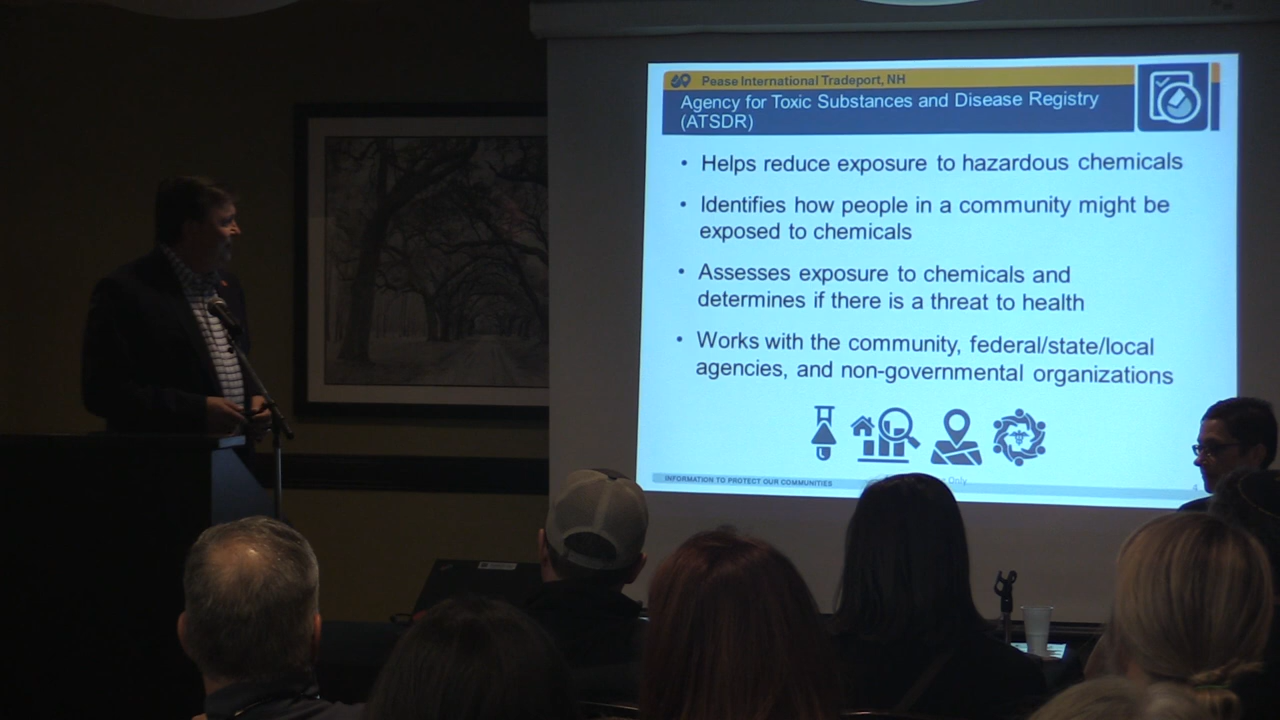 Pease International Tradeport, NH
Agency for Toxic Substances and Disease Registry
(ATSDR)
• Helps reduce exposure to hazardous chemicals
• Identifies how people in a community might be
exposed to chemicals
• Assesses exposure to chemicals and
determines if there is a threat to health
• Works with the community, federal/state/local
agencies, and non-governmental organizations
INFORMATION TO PROTECT OUR COMMUNITIES
Only
4